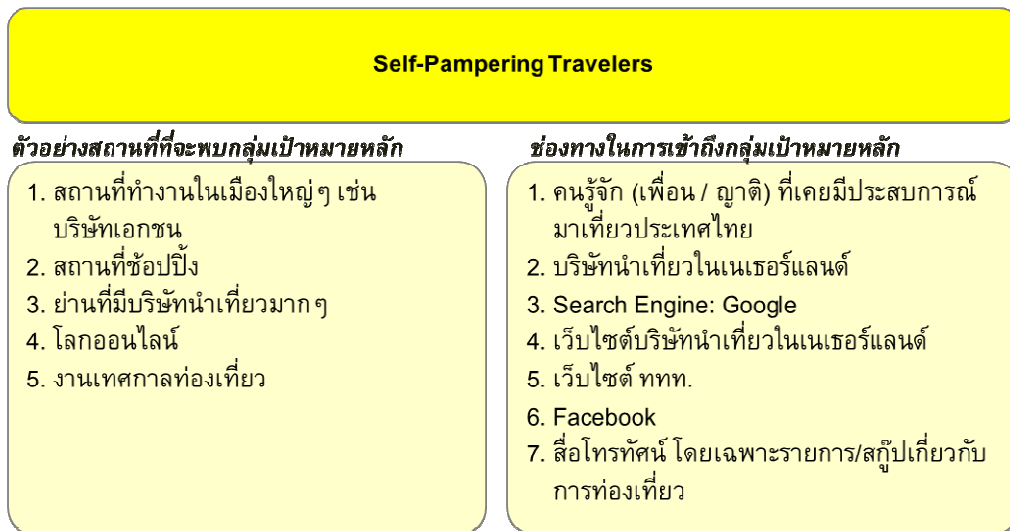 Self-Pampering Travelers
ตัวอย่างสถานที่ที่จะพบกลุ่มเป้าหมายหลัก
1. สถานที่ทำงานในเมืองใหญ่ๆ เช่น
บริษัทเอกชน
2. สถานที่ช้อปปิ้ง
3. ย่านที่มีบริษัทนำเที่ยวมากๆ
4. โลกออนไลน์
5. งานเทศกาลท่องเที่ยว
ช่องทางในการเข้าถึงกลุ่มเป้าหมายหลัก
1. คนรู้จัก (เพื่อน / ญาติ) ที่เคยมีประสบการณ์
มาเที่ยวประเทศไทย
2. บริษัทนำเที่ยวในเนเธอร์แลนด์
3. Search Engine: Google
4. เว็บไซต์บริษัทนำเที่ยวในเนเธอร์แลนด์
5. เว็บไซต์ ททท.
6. Facebook
7. สื่อโทรทัศน์ โดยเฉพาะรายการ/สกู๊ปเกี่ยวกับ
การท่องเที่ยว